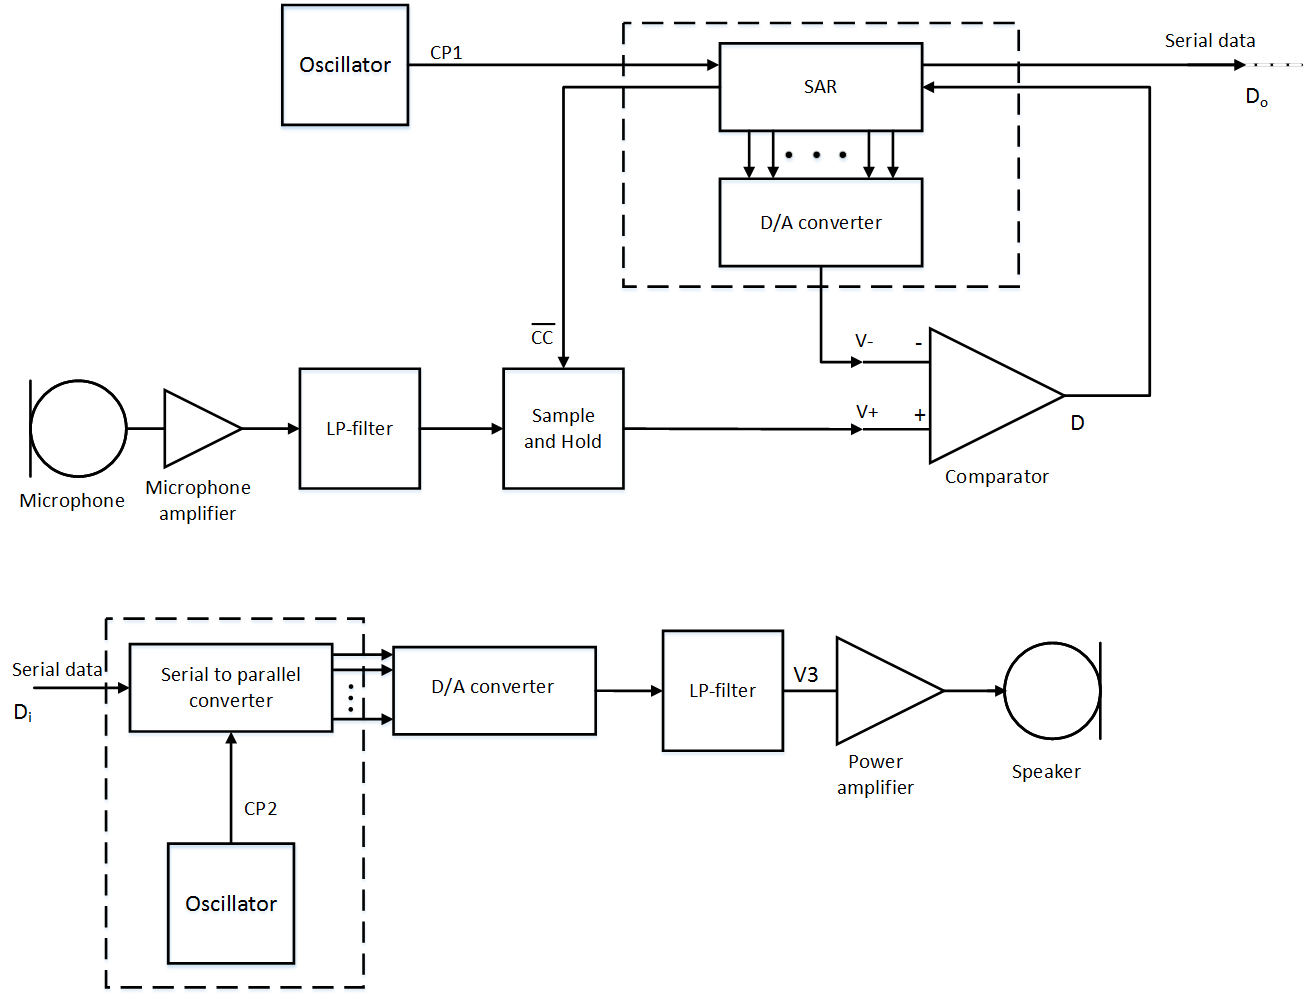 Oscillator
CP1
SAR
Serial data
Dₒ
D/A converter
CC
V-
-
V+
+
D
Comparator
LP-filter
Sample
and Hold
Microphone
Microphone
amplifier
Serial data
Dᵢ
Serial to parallel
converter
D/A converter
LP-filter
V3
Power
amplifier
Speaker
CP2
Oscillator